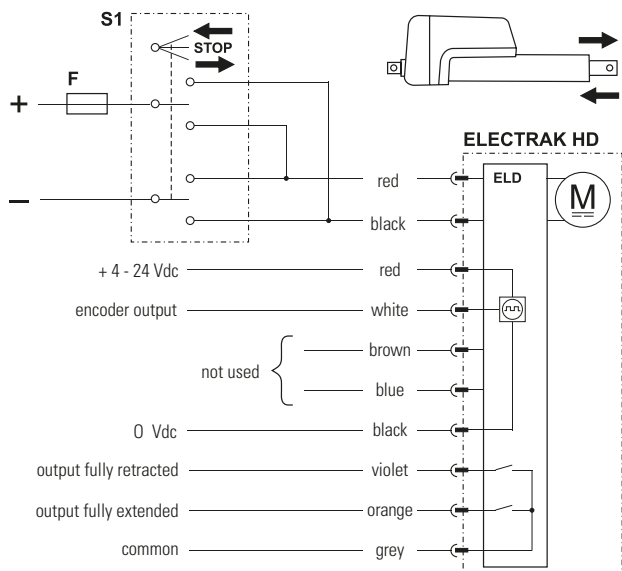 S1
STOP
F
+
−
ELECTRAK HD
ELD
M
red
black
+ 4 - 24 Vdc red
encoder output white
not used
brown
blue
0 Vdc black
output fully retracted violet
output fully extended orange
common grey